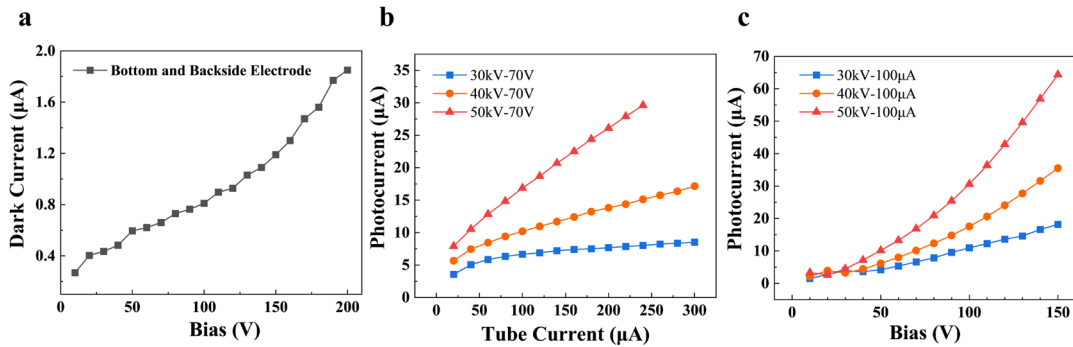 a
2.0
1.6
1.2
0.8
0.4
Dark Current (μA)
Bottom and Backside Electrode
0
50
100
150
200
Bias (V)
b
35
30
25
20
15
10
5
0
Photocurrent (μA)
30kV-70V
40kV-70V
50kV-70V
0
50
100
150
200
250
300
Tube Current (μA)
c
70
60
50
40
30
20
10
0
Photocurrent (μA)
30kV-100μA
40kV-100μA
50kV-100μA
0
50
100
150
Bias (V)